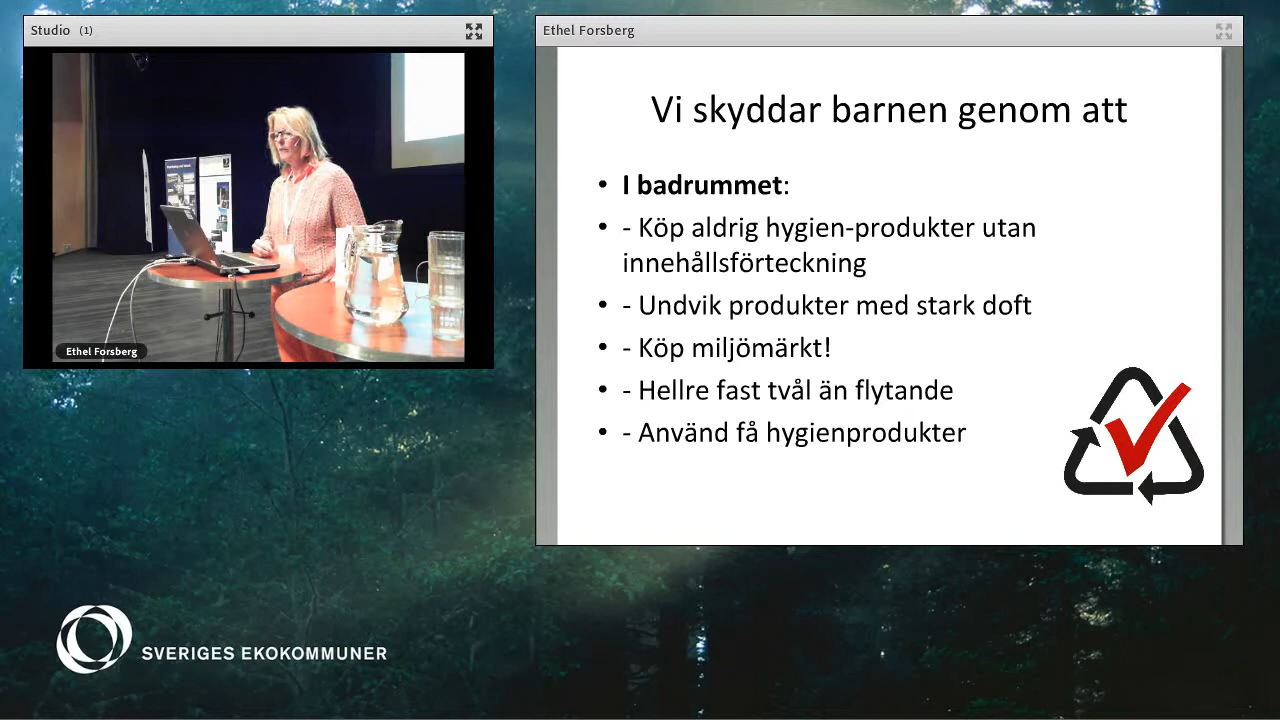 Studio (1)
Ethel Forsberg
Ethel Forsberg
Vi skyddar barnen genom att
• I badrummet:
• - Köp aldrig hygien-produkter utan
innehållsförteckning
• - Undvik produkter med stark doft
• - Köp miljömärkt!
• - Hellre fast tvål än flytande
• - Använd få hygienprodukter
SVERIGES EKOKOMMUNER